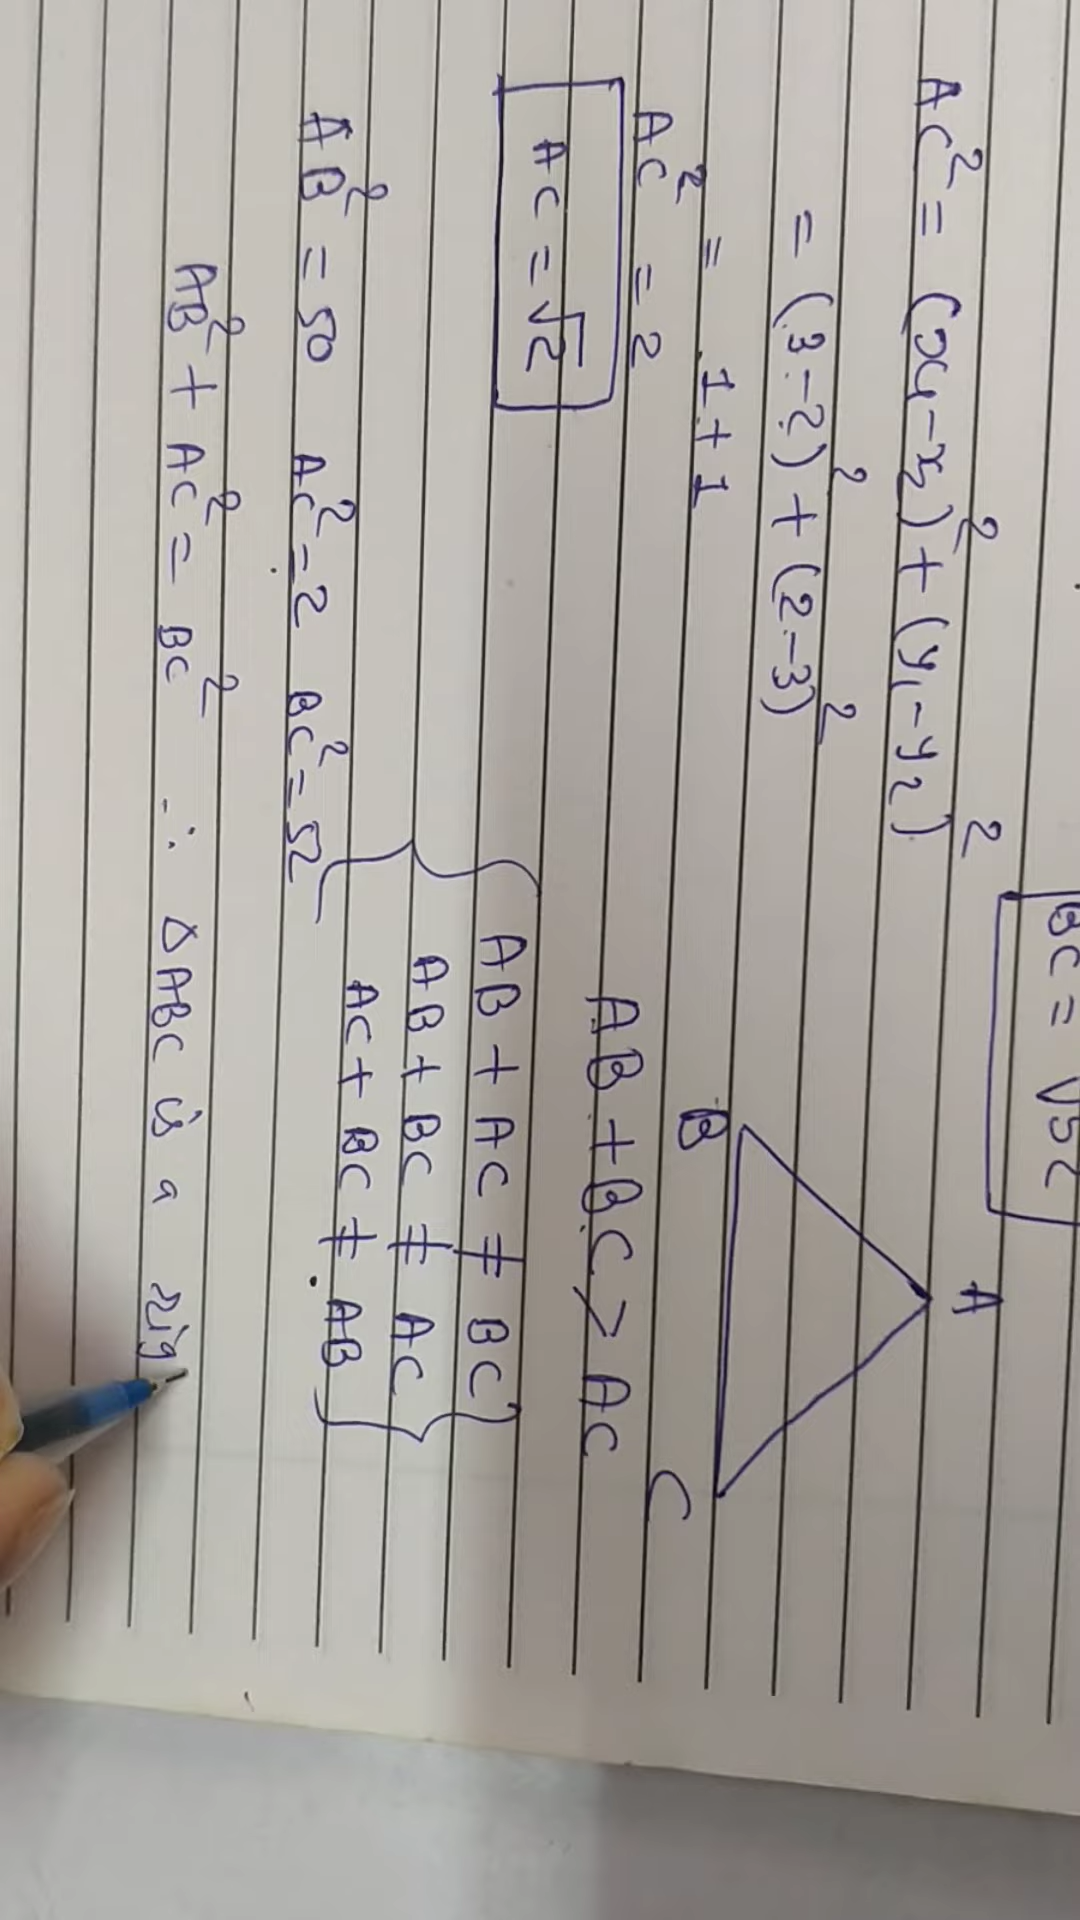 BC = √52
AC² = (x₁-x₂)² + (y₁-y₂)²
= (3-2)² + (2-3)²
AC² = 1+1
AC² = 2
AC = √2
A
B
C
AB+BC > AC
AB + AC ≠ BC
AB + BC ≠ AC
AC + BC ≠ AB
AB² = 50 AC² = 2 BC² = 52
AB² + AC² = BC² ∴ ΔABC is a rig